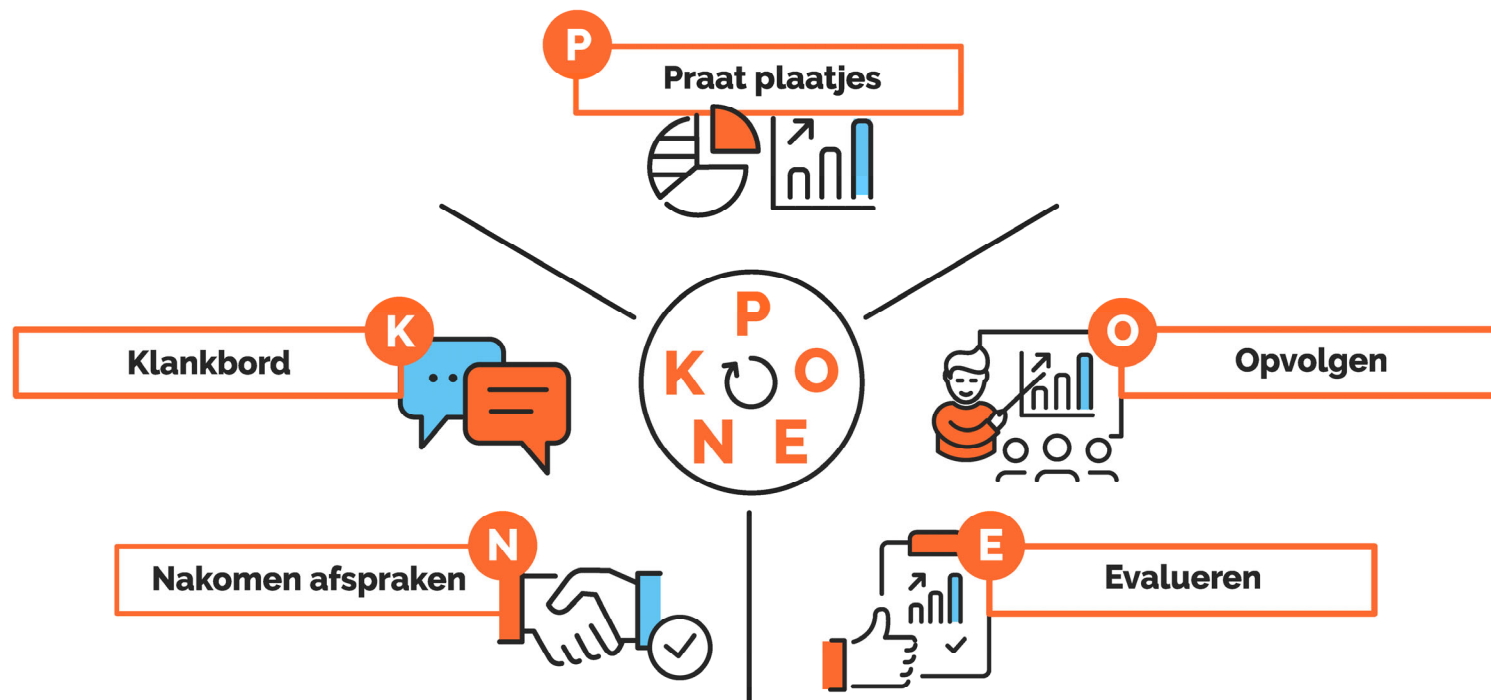 P
Praat plaatjes
K
Klankbord
P
K
O
N
E
O
Opvolgen
N
Nakomen afspraken
E
Evalueren